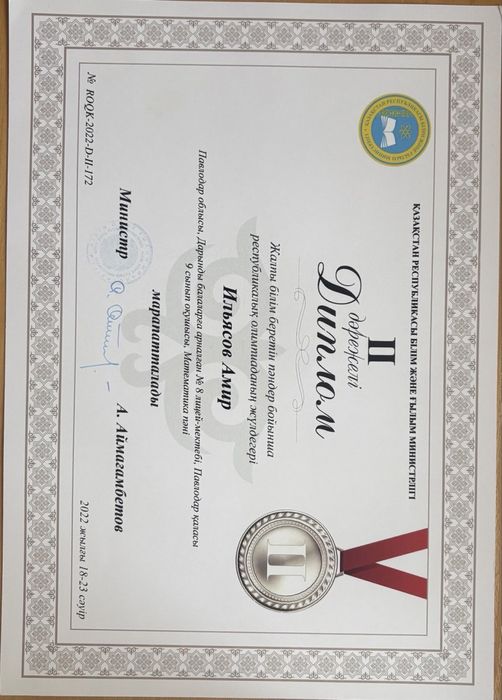 ҚАЗАҚСТАН РЕСПУБЛИКАСЫ БІЛІМ ЖӘНЕ ҒЫЛЫМ МИНИСТРЛІГІ
II
дәрежелі
Диплом
Жалпы білім беретін пәндер бойынша
республикалық олимпиаданың жүлдегері
Ильясов Амир
Павлодар облысы, Дарынды балаларға арналған № 8 лицей-мектебі, Павлодар қаласы
9 сынып оқушысы, Математика пәні
марапатталады
Министр А. Аймағамбетов
№ ROQK-2022-D-II-172
2022 жылғы 18-23 сәуір
II